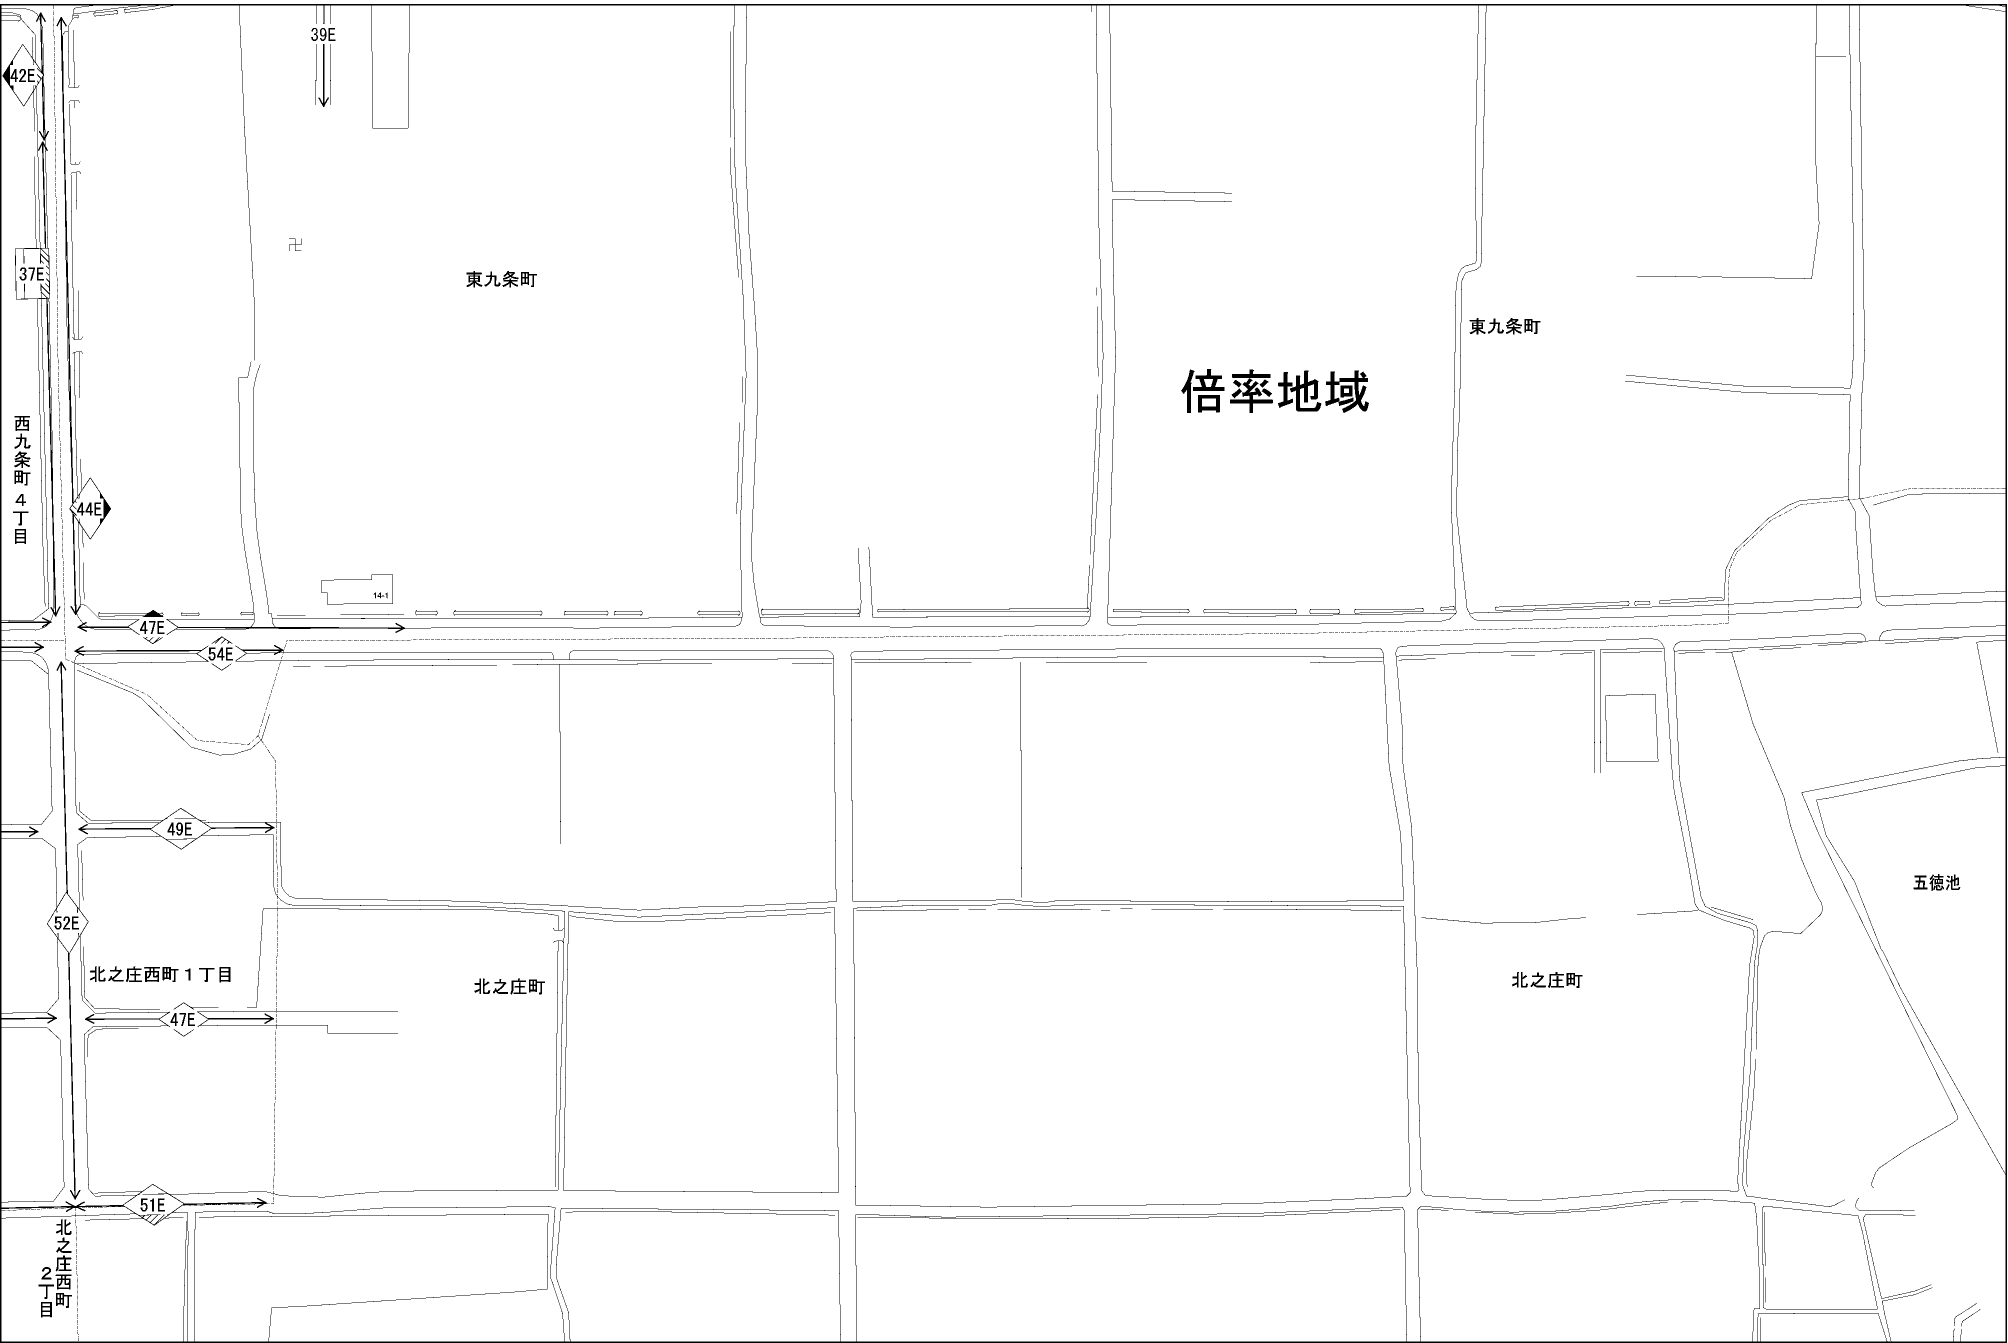 39E
42E
卍
37E
東九条町
東九条町
倍率地域
西九条町4丁目
44E
14-1
47E
54E
49E
五徳池
52E
北之庄西町1丁目
北之庄町
北之庄町
47E
51E
北之庄西町
2丁目